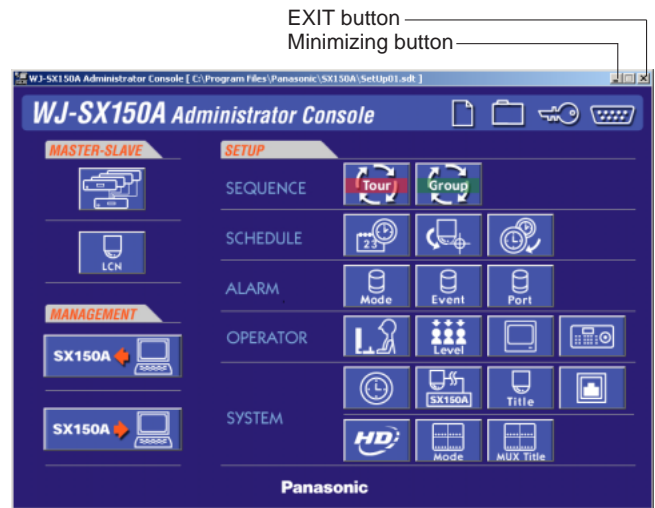 EXIT button
Minimizing button
WJ-SX150A Administrator Console [ C:\Program Files\Panasonic\SX150A\SetUp01.sdt ]
WJ-SX150A Administrator Console
MASTER-SLAVE
SETUP
SEQUENCE
Tour
Group
SCHEDULE
23
LCN
ALARM
Mode
Event
Port
MANAGEMENT
OPERATOR
Level
SX150A
SYSTEM
SX150A
Title
SX150A
HD
Mode
MUX Title
Panasonic